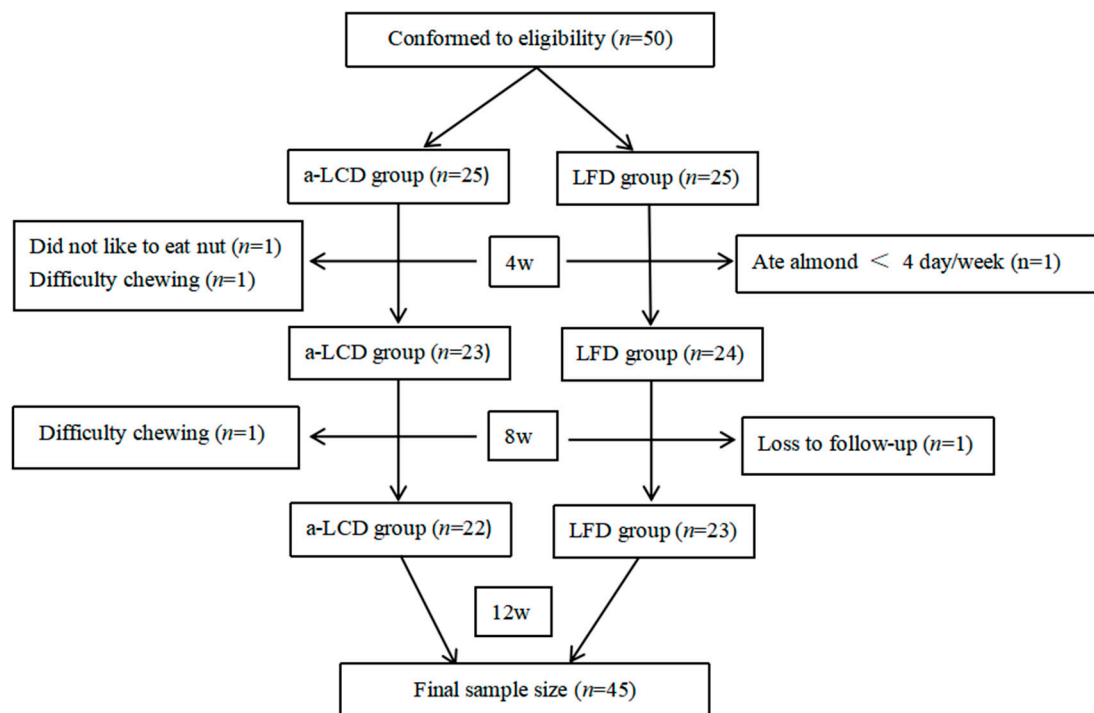 Conformed to eligibility (n=50)
a-LCD group (n=25)
LFD group (n=25)
Did not like to eat nut (n=1)
Difficulty chewing (n=1)
4w
Ate almond ＜ 4 day/week (n=1)
a-LCD group (n=23)
LFD group (n=24)
Difficulty chewing (n=1)
8w
Loss to follow-up (n=1)
a-LCD group (n=22)
LFD group (n=23)
12w
Final sample size (n=45)